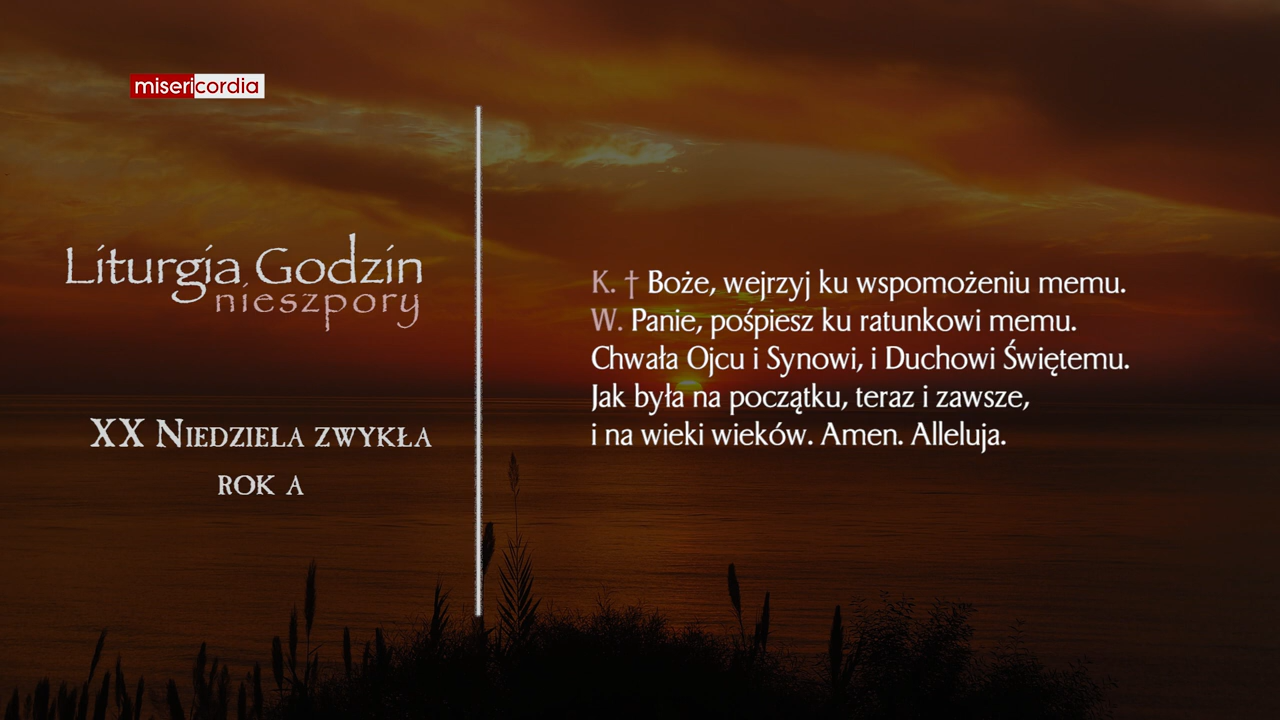 misericordia
Liturgia Godzin
nieszpory
XX Niedziela zwykła
rok a
K. † Boże, wejrzyj ku wspomożeniu memu.
W. Panie, pośpiesz ku ratunkowi memu.
Chwała Ojcu i Synowi, i Duchowi Świętemu.
Jak była na początku, teraz i zawsze,
i na wieki wieków. Amen. Alleluja.